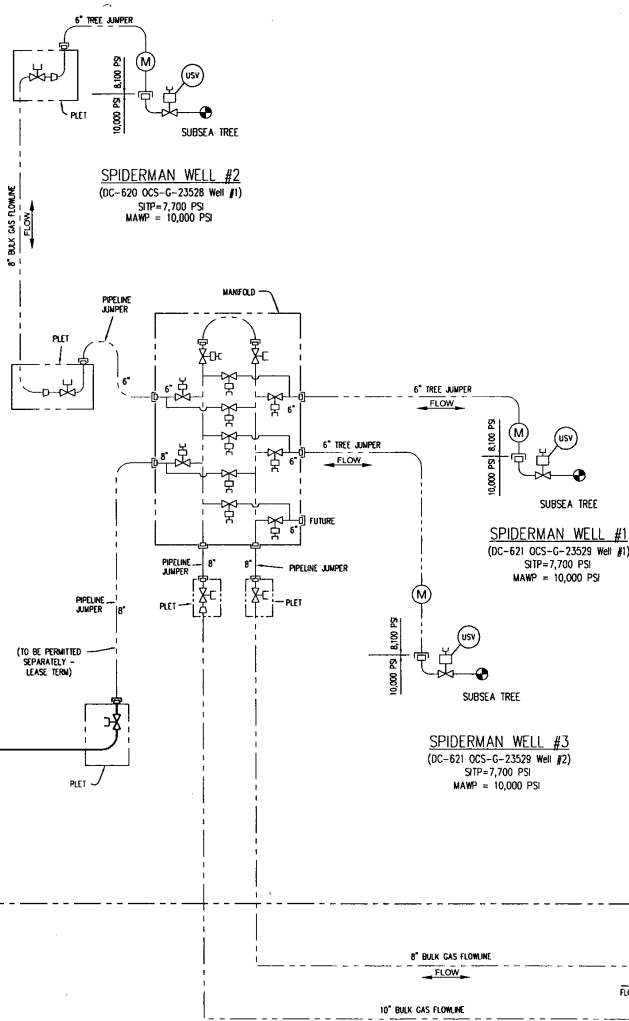 6" TREE JUMPER
M
USV
8,100 PSI
10,000 PSI
PLET
SUBSEA TREE
SPIDERMAN WELL #2
(DC-620 OCS-G-23528 Well #1)
SITP=7,700 PSI
MAWP = 10,000 PSI
8" BULK GAS FLOWLINE
FLOW
PIPELINE
JUMPER
MANIFOLD
PLET
6"
6"
6"
6" TREE JUMPER
FLOW
M
USV
8,100 PSI
10,000 PSI
SUBSEA TREE
8"
6"
6" TREE JUMPER
FLOW
SPIDERMAN WELL #1
(DC-621 OCS-G-23529 Well #1)
SITP=7,700 PSI
MAWP = 10,000 PSI
FUTURE
6"
PIPELINE
JUMPER
8"
8"
PIPELINE JUMPER
PLET
PLET
PIPELINE
JUMPER
8"
M
USV
8,100 PSI
10,000 PSI
SUBSEA TREE
(TO BE PERMITTED
SEPARATELY -
LEASE TERM)
SPIDERMAN WELL #3
(DC-621 OCS-G-23529 Well #2)
SITP=7,700 PSI
MAWP = 10,000 PSI
PLET
8" BULK GAS FLOWLINE
FLOW
10" BULK GAS FLOWLINE